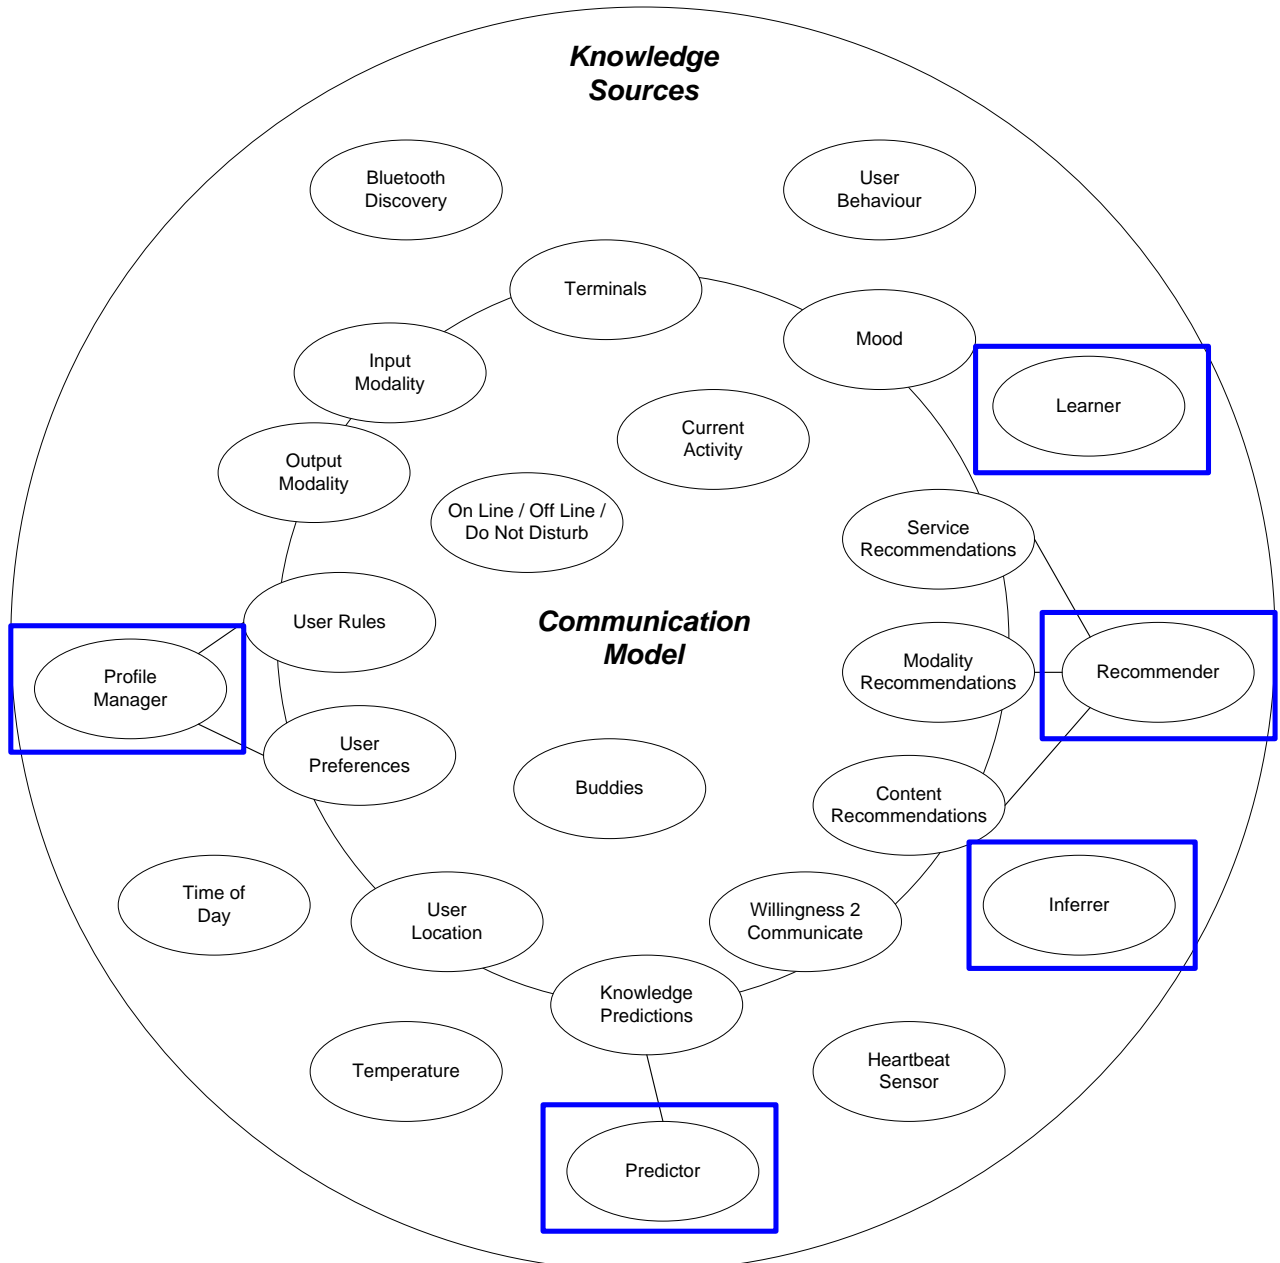 Knowledge
Sources
Bluetooth
Discovery
User
Behaviour
Terminals
Mood
Input
Modality
Learner
Current
Activity
Output
Modality
On Line / Off Line /
Do Not Disturb
Service
Recommendations
User Rules
Communication
Model
Profile
Manager
Modality
Recommendations
Recommender
User
Preferences
Buddies
Content
Recommendations
Time of
Day
User
Location
Willingness 2
Communicate
Inferrer
Knowledge
Predictions
Temperature
Heartbeat
Sensor
Predictor